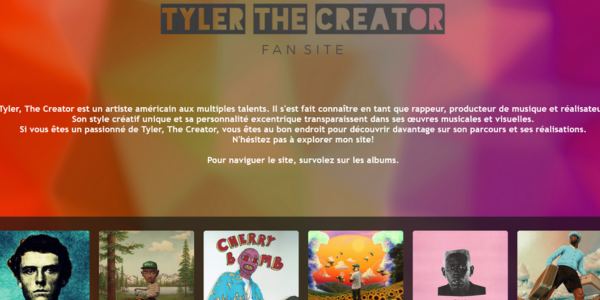 TYLER THE CREATOR
FAN SITE
Tyler, The Creator est un artiste américain aux multiples talents. Il s'est fait connaître en tant que rappeur, producteur de musique et réalisateu
Son style créatif unique et sa personnalité excentrique transparaissent dans ses œuvres musicales et visuelles.
Si vous êtes un passionné de Tyler, The Creator, vous êtes au bon endroit pour découvrir davantage sur son parcours et ses réalisations.
N'hésitez pas à explorer mon site!
Pour naviguer le site, survolez sur les albums.
CHERRY
BOMB